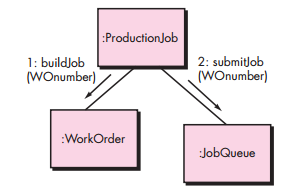 :ProductionJob
1: buildJob
(WOnumber)
2: submitJob
(WOnumber)
:WorkOrder
:JobQueue